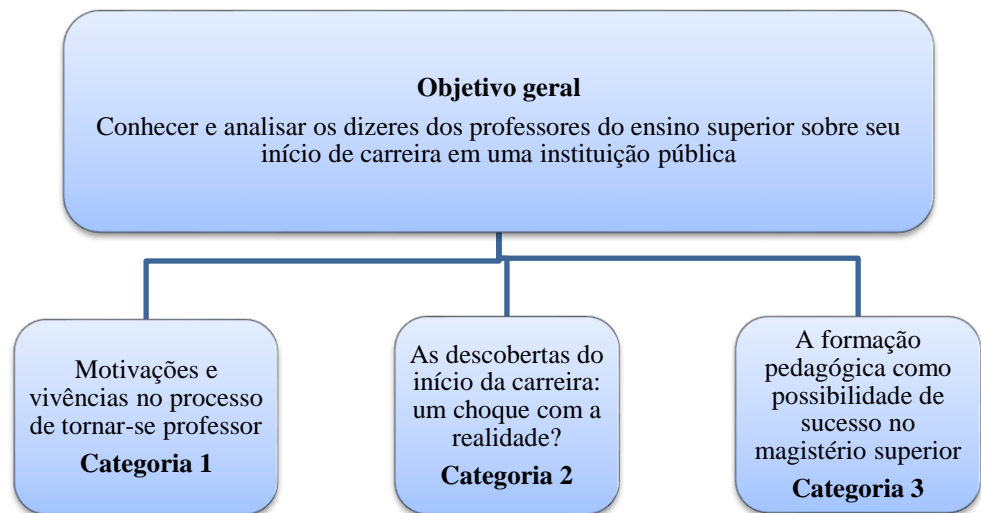 Objetivo geral
Conhecer e analisar os dizeres dos professores do ensino superior sobre seu
início de carreira em uma instituição pública
Motivações e
vivências no processo
de tornar-se professor
Categoria 1
As descobertas do
início da carreira:
um choque com a
realidade?
Categoria 2
A formação
pedagógica como
possibilidade de
sucesso no
magistério superior
Categoria 3